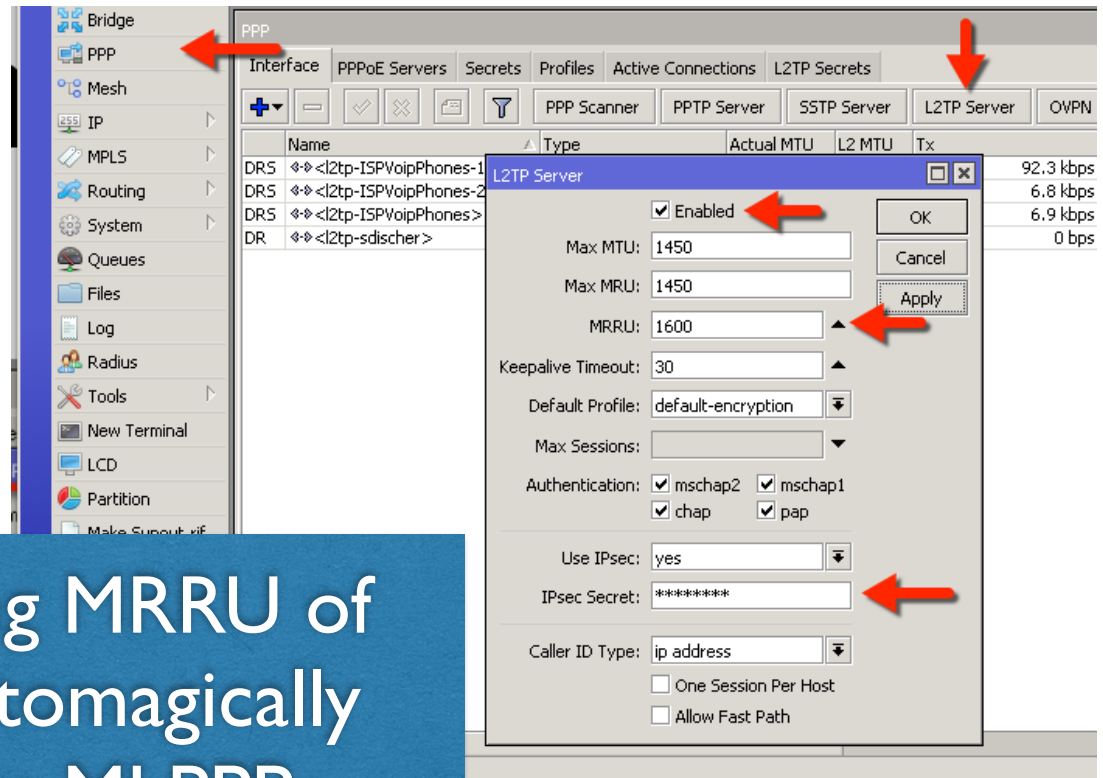 Bridge
PPP
Mesh
255 IP
MPLS
Routing
System
Queues
Files
Log
Radius
Tools
New Terminal
LCD
Partition
Make Supout.rif
PPP
Interface PPPoE Servers Secrets Profiles Active Connections L2TP Secrets
PPP Scanner PPTP Server SSTP Server L2TP Server OVPN
Name Type Actual MTU L2 MTU Tx
DRS <l2tp-ISPVoipPhones-1 92.3 kbps
DRS <l2tp-ISPVoipPhones-2 6.8 kbps
DRS <l2tp-ISPVoipPhones> 6.9 kbps
DR <l2tp-sdischer> 0 bps
L2TP Server
Enabled
Max MTU: 1450
Max MRU: 1450
MRRU: 1600
Keepalive Timeout: 30
Default Profile: default-encryption
Max Sessions:
Authentication: mschap2 mschap1
chap pap
Use IPsec: yes
IPsec Secret: ********
Caller ID Type: ip address
One Session Per Host
Allow Fast Path
OK
Cancel
Apply
g MRRU of
tomagically
MLPPP